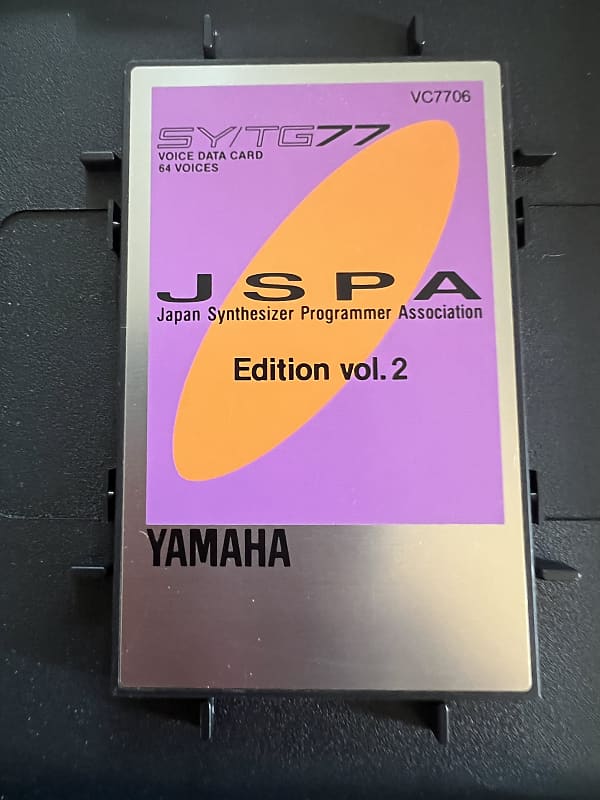 VC7706
SY/TG77
VOICE DATA CARD
64 VOICES
JSPA
Japan Synthesizer Programmer Association
Edition vol.2
YAMAHA